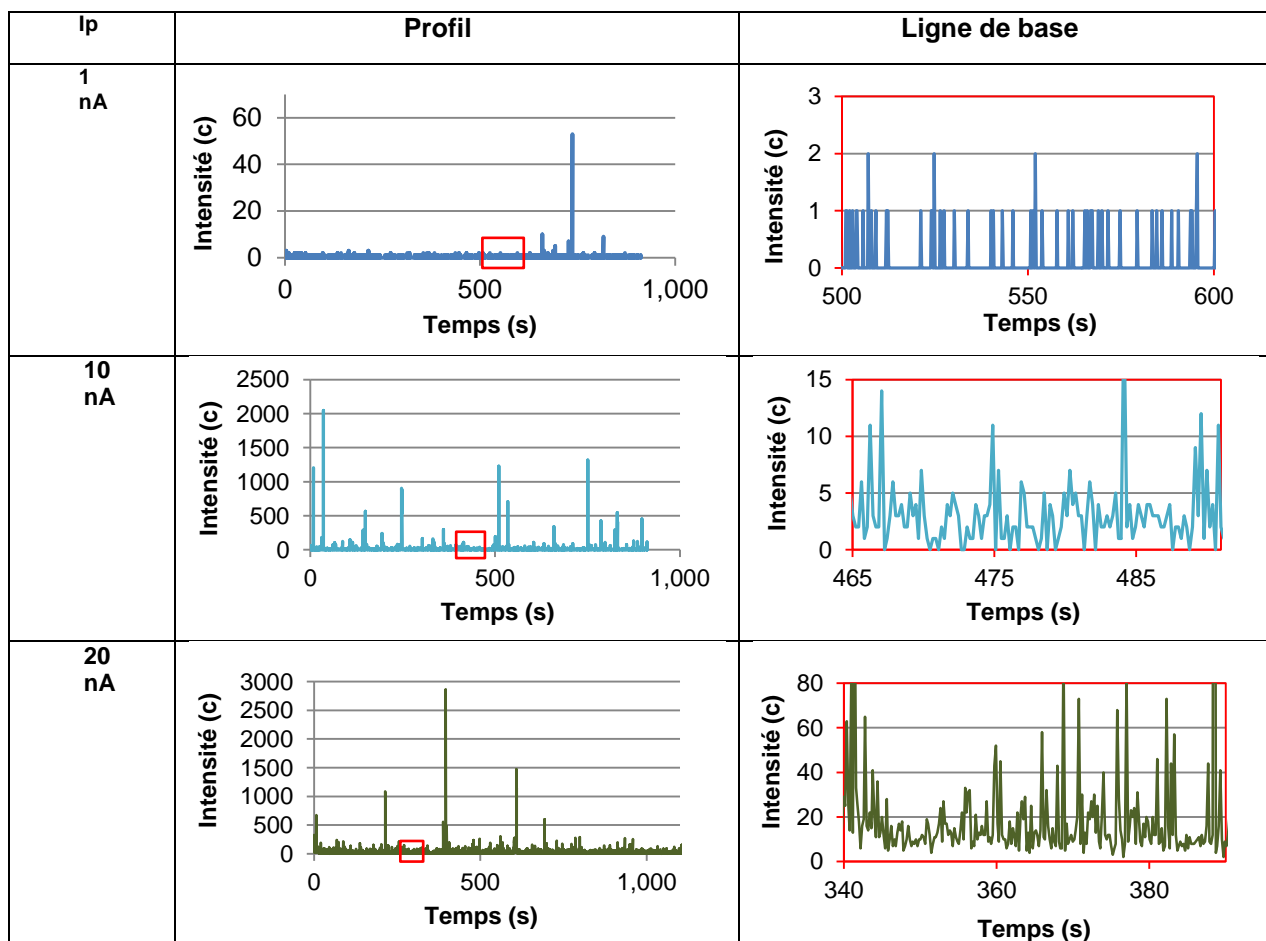 Ip
Profil
Ligne de base
1
nA
Intensité (c)
60
40
20
0
0
500
1,000
Temps (s)
Intensité (c)
3
2
1
0
500
550
600
Temps (s)
10
nA
Intensité (c)
2500
2000
1500
1000
500
0
0
500
1,000
Temps (s)
Intensité (c)
15
10
5
0
465
475
485
Temps (s)
20
nA
Intensité (c)
3000
2500
2000
1500
1000
500
0
0
500
1,000
Temps (s)
Intensité (c)
80
60
40
20
0
340
360
380
Temps (s)